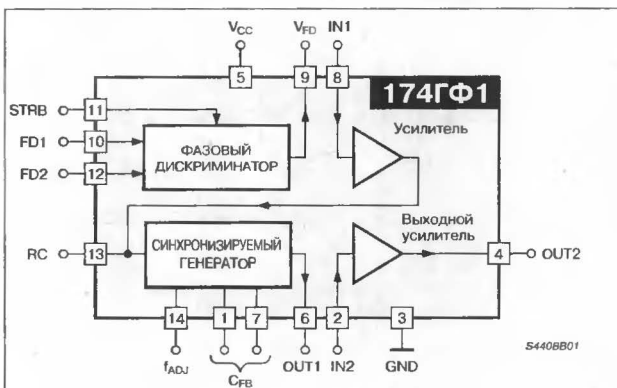 V_CC V_FD IN1
5 9 8
174ГФ1
STRB 11
FD1 10
FD2 12
ФАЗОВЫЙ
ДИСКРИМИНАТОР
Усилитель
RC 13
СИНХРОНИЗИРУЕМЫЙ
ГЕНЕРАТОР
Выходной
усилитель
4 OUT2
14 1 7 6 2 3
f_ADJ C_FB OUT1 IN2 GND
S440BB01